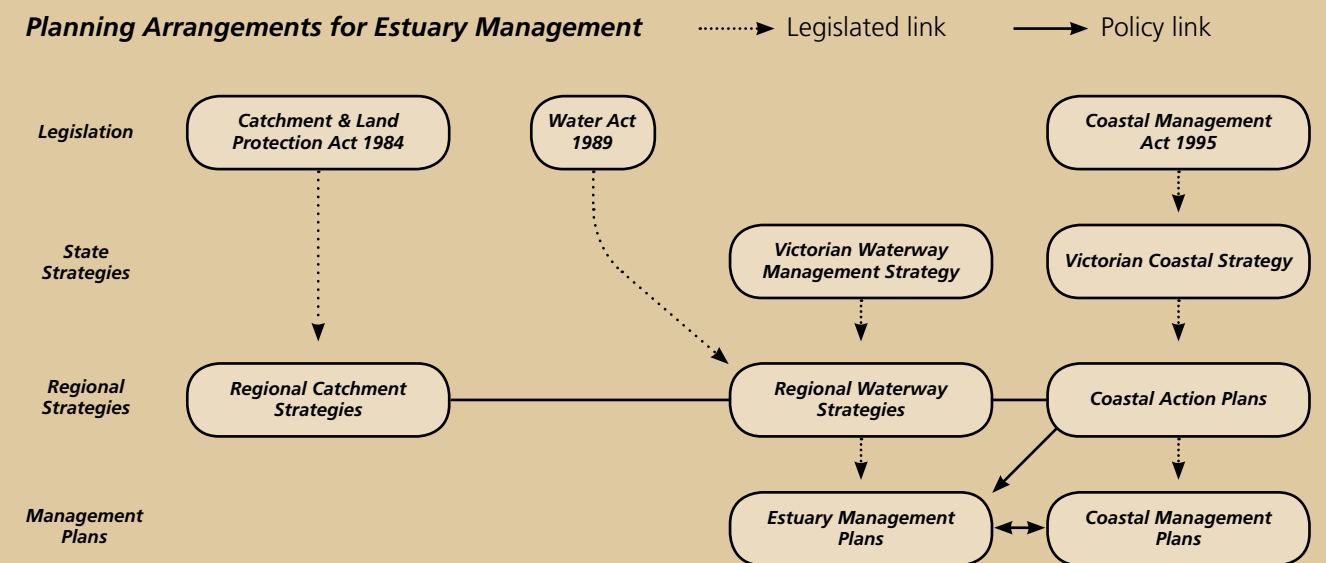 Planning Arrangements for Estuary Management
Legislated link
Policy link
Legislation
Catchment & Land
Protection Act 1984
Water Act
1989
Coastal Management
Act 1995
State
Strategies
Victorian Waterway
Management Strategy
Victorian Coastal Strategy
Regional
Strategies
Regional Catchment
Strategies
Regional Waterway
Strategies
Coastal Action Plans
Management
Plans
Estuary Management
Plans
Coastal Management
Plans